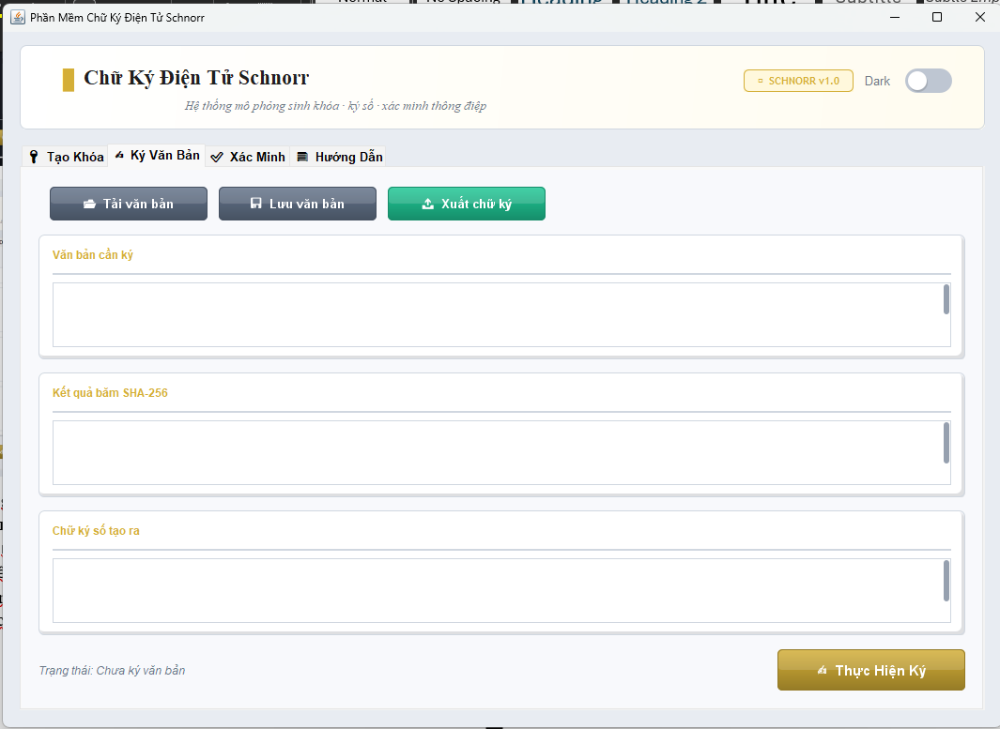 Phần Mềm Chữ Ký Điện Tử Schnorr
Chữ Ký Điện Tử Schnorr
Hệ thống mô phỏng sinh khóa · ký số · xác minh thông điệp
SCHNORR v1.0
Dark
Tạo Khóa
Ký Văn Bản
Xác Minh
Hướng Dẫn
Tải văn bản
Lưu văn bản
Xuất chữ ký
Văn bản cần ký
Kết quả băm SHA-256
Chữ ký số tạo ra
Trạng thái: Chưa ký văn bản
Thực Hiện Ký